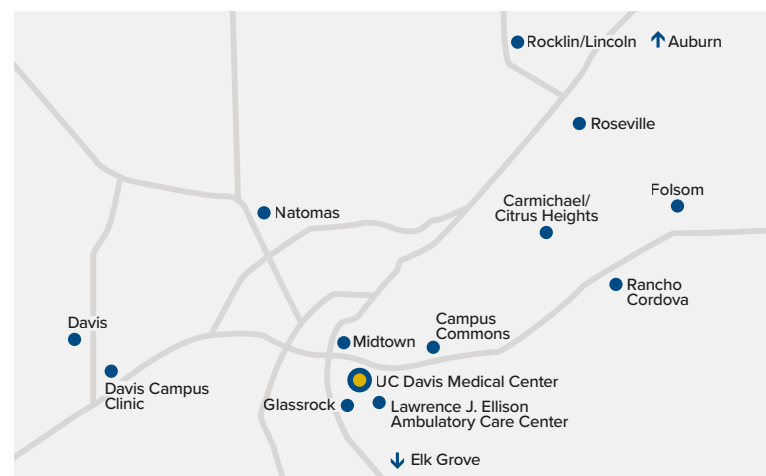 Rocklin/Lincoln
Auburn
Roseville
Folsom
Carmichael/
Citrus Heights
Natomas
Rancho
Cordova
Davis
Campus
Commons
Midtown
Davis Campus
Clinic
UC Davis Medical Center
Glassrock
Lawrence J. Ellison
Ambulatory Care Center
Elk Grove